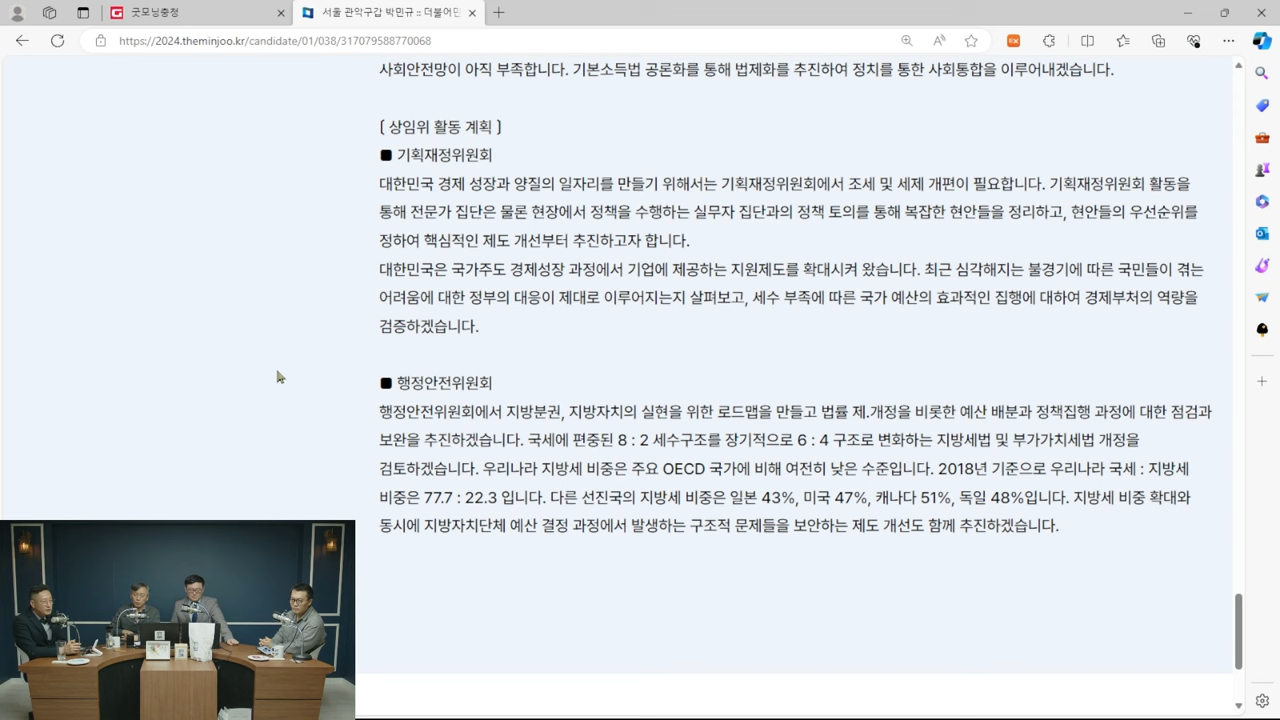 굿모닝충청
서울 관악구갑 박민규 :: 더불어민
https://2024.theminjoo.kr/candidate/01/038/317079588770068
사회안전망이 아직 부족합니다. 기본소득법 공론화를 통해 법제화를 추진하여 정치를 통한 사회통합을 이루어내겠습니다.
[ 상임위 활동 계획 ]
■ 기획재정위원회
대한민국 경제 성장과 양질의 일자리를 만들기 위해서는 기획재정위원회에서 조세 및 세제 개편이 필요합니다. 기획재정위원회 활동을
통해 전문가 집단은 물론 현장에서 정책을 수행하는 실무자 집단과의 정책 토의를 통해 복잡한 현안들을 정리하고, 현안들의 우선순위를
정하여 핵심적인 제도 개선부터 추진하고자 합니다.
대한민국은 국가주도 경제성장 과정에서 기업에 제공하는 지원제도를 확대시켜 왔습니다. 최근 심각해지는 불경기에 따른 국민들이 겪는
어려움에 대한 정부의 대응이 제대로 이루어지는지 살펴보고, 세수 부족에 따른 국가 예산의 효과적인 집행에 대하여 경제부처의 역량을
검증하겠습니다.
■ 행정안전위원회
행정안전위원회에서 지방분권, 지방자치의 실현을 위한 로드맵을 만들고 법률 제.개정을 비롯한 예산 배분과 정책집행 과정에 대한 점검과
보완을 추진하겠습니다. 국세에 편중된 8 : 2 세수구조를 장기적으로 6 : 4 구조로 변화하는 지방세법 및 부가가치세법 개정을
검토하겠습니다. 우리나라 지방세 비중은 주요 OECD 국가에 비해 여전히 낮은 수준입니다. 2018년 기준으로 우리나라 국세 : 지방세
비중은 77.7 : 22.3 입니다. 다른 선진국의 지방세 비중은 일본 43%, 미국 47%, 캐나다 51%, 독일 48%입니다. 지방세 비중 확대와
동시에 지방자치단체 예산 결정 과정에서 발생하는 구조적 문제들을 보안하는 제도 개선도 함께 추진하겠습니다.